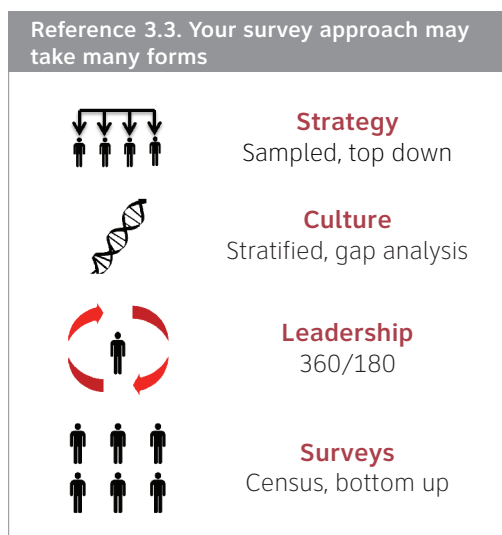 Reference 3.3. Your survey approach may
take many forms
Strategy
Sampled, top down
Culture
Stratified, gap analysis
Leadership
360/180
Surveys
Census, bottom up